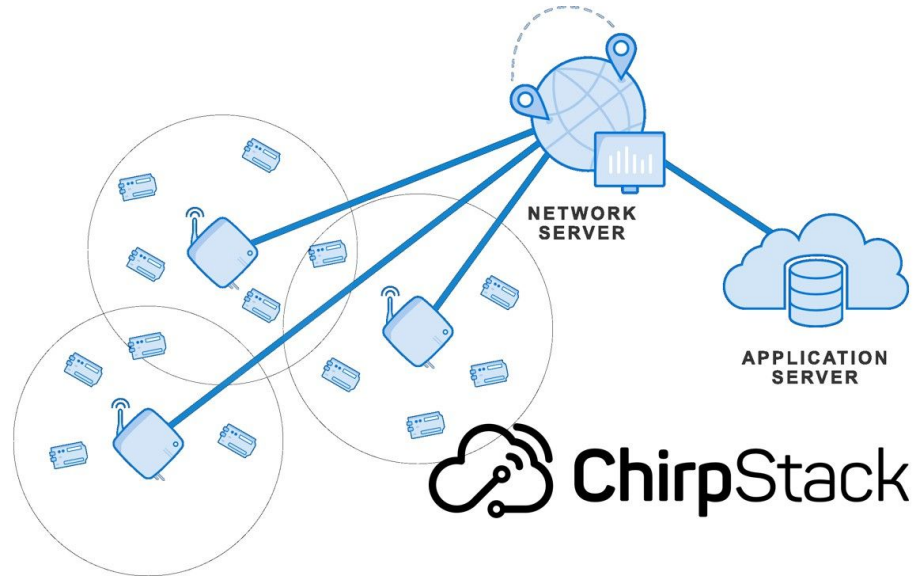 NETWORK
SERVER
APPLICATION
SERVER
ChirpStack